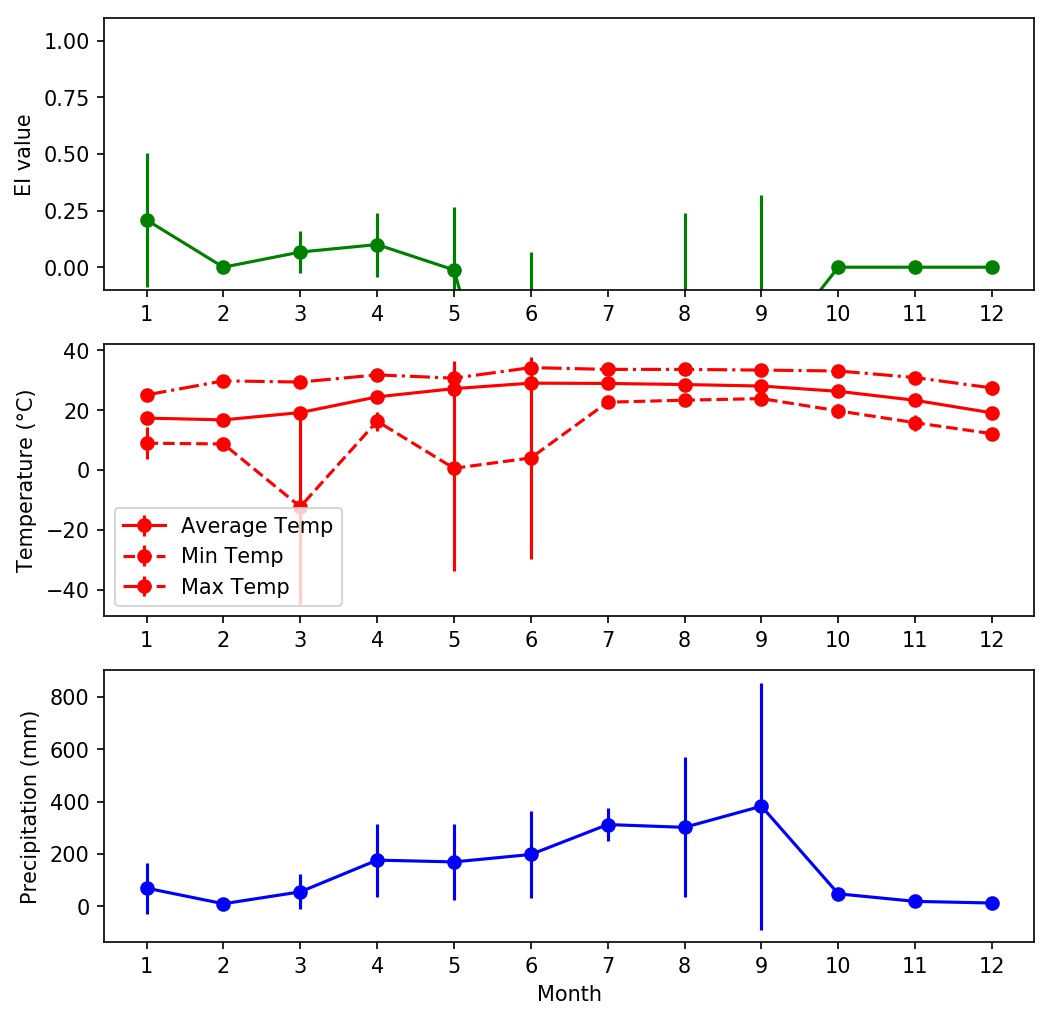 EI value
1.00
0.75
0.50
0.25
0.00
1 2 3 4 5 6 7 8 9 10 11 12
Temperature (°C)
40
20
0
−20
−40
Average Temp
Min Temp
Max Temp
1 2 3 4 5 6 7 8 9 10 11 12
Precipitation (mm)
800
600
400
200
0
1 2 3 4 5 6 7 8 9 10 11 12
Month